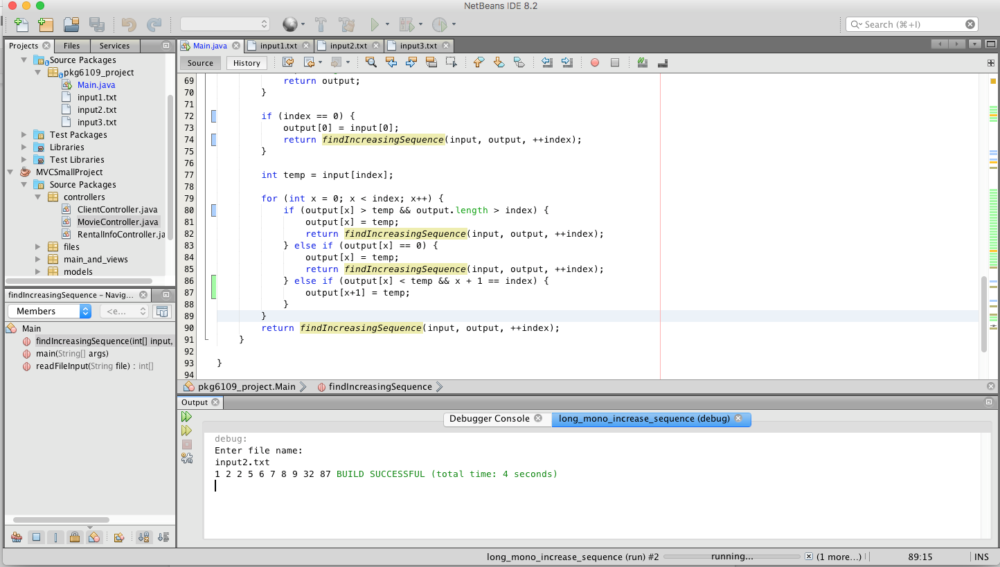 NetBeans IDE 8.2
Search (⌘+I)
Projects Files Services
Source Packages
pkg6109_project
Main.java
input1.txt
input2.txt
input3.txt
Test Packages
Libraries
Test Libraries
MVCSmallProject
Source Packages
controllers
ClientController.java
MovieController.java
RentalInfoController.ja
files
main_and_views
models
findIncreasingSequence – Navig...
Members <e...
Main
findIncreasingSequence(int[] input,
main(String[] args)
readFileInput(String file) : int[]
Main.java input1.txt input2.txt input3.txt
Source History
69 return output;
70 }
71
72 if (index == 0) {
73 output[0] = input[0];
74 return findIncreasingSequence(input, output, ++index);
75 }
76
77 int temp = input[index];
78
79 for (int x = 0; x < index; x++) {
80 if (output[x] > temp && output.length > index) {
81 output[x] = temp;
82 return findIncreasingSequence(input, output, ++index);
83 } else if (output[x] == 0) {
84 output[x] = temp;
85 return findIncreasingSequence(input, output, ++index);
86 } else if (output[x] < temp && x + 1 == index) {
87 output[x+1] = temp;
88 }
89 }
90 return findIncreasingSequence(input, output, ++index);
91 }
92
93 }
94
pkg6109_project.Main findIncreasingSequence
Output
Debugger Console long_mono_increase_sequence (debug)
debug:
Enter file name:
input2.txt
1 2 2 5 6 7 8 9 32 87 BUILD SUCCESSFUL (total time: 4 seconds)
long_mono_increase_sequence (run) #2 running... (1 more...) 89:15 INS